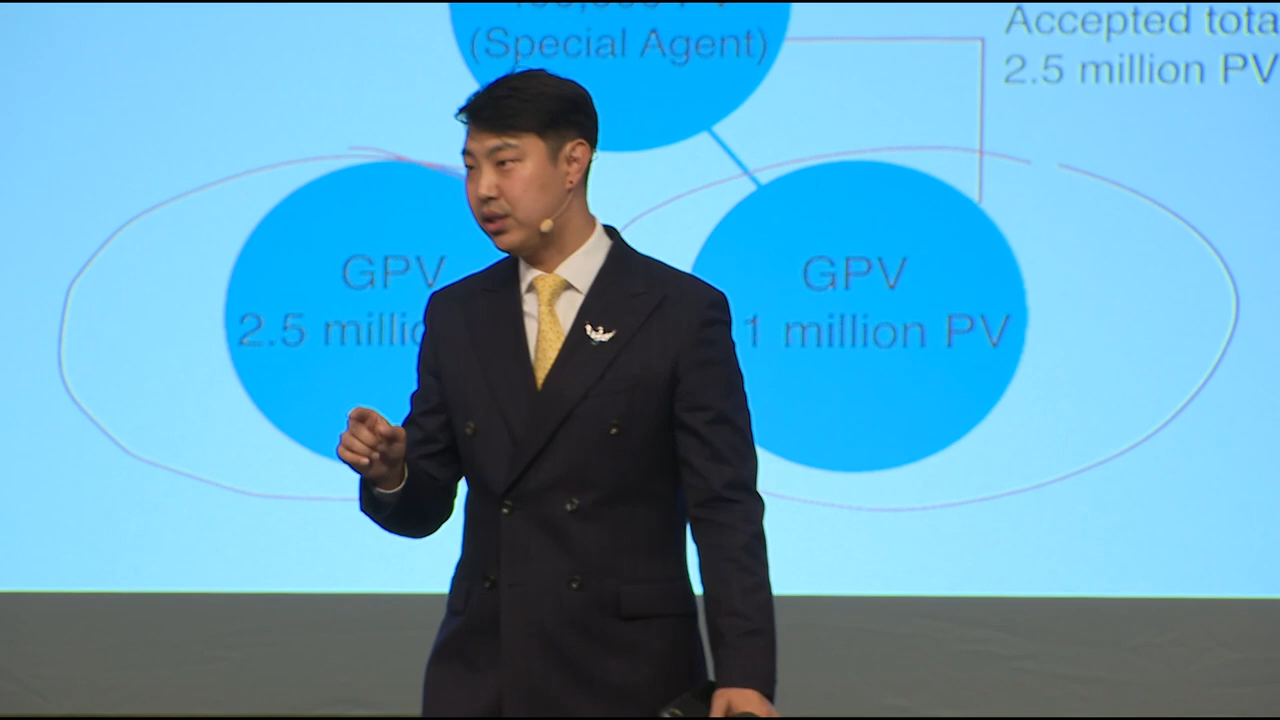 (Special Agent)
Accepted tota
2.5 million PV
GPV
2.5 millio
GPV
1 million PV